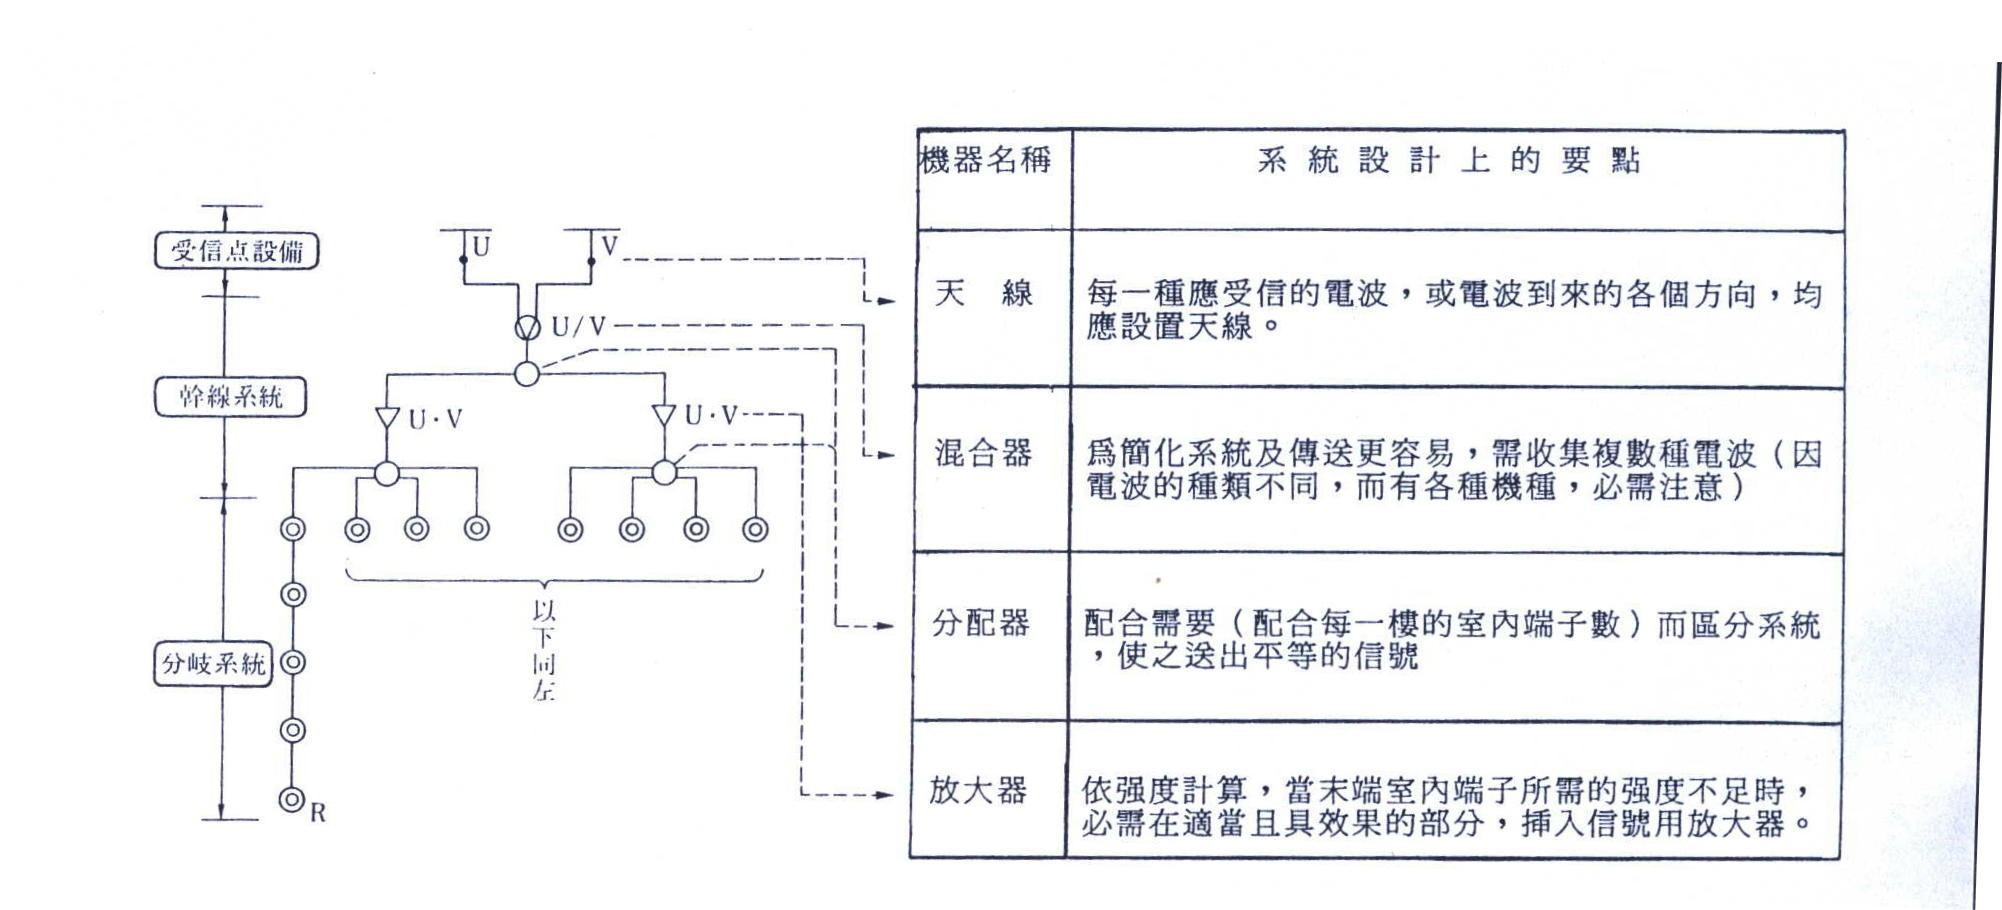 受信点設備
幹線系統
分岐系統
U
V
U/V
U·V
U·V
以下同左
R
機器名稱
系統設計上的要點
天 線
每一種應受信的電波，或電波到來的各個方向，均
應設置天線。
混合器
爲簡化系統及傳送更容易，需收集複數種電波（因
電波的種類不同，而有各種機種，必需注意）
分配器
配合需要（配合每一樓的室內端子數）而區分系統
，使之送出平等的信號
放大器
依强度計算，當末端室內端子所需的强度不足時，
必需在適當且具效果的部分，挿入信號用放大器。